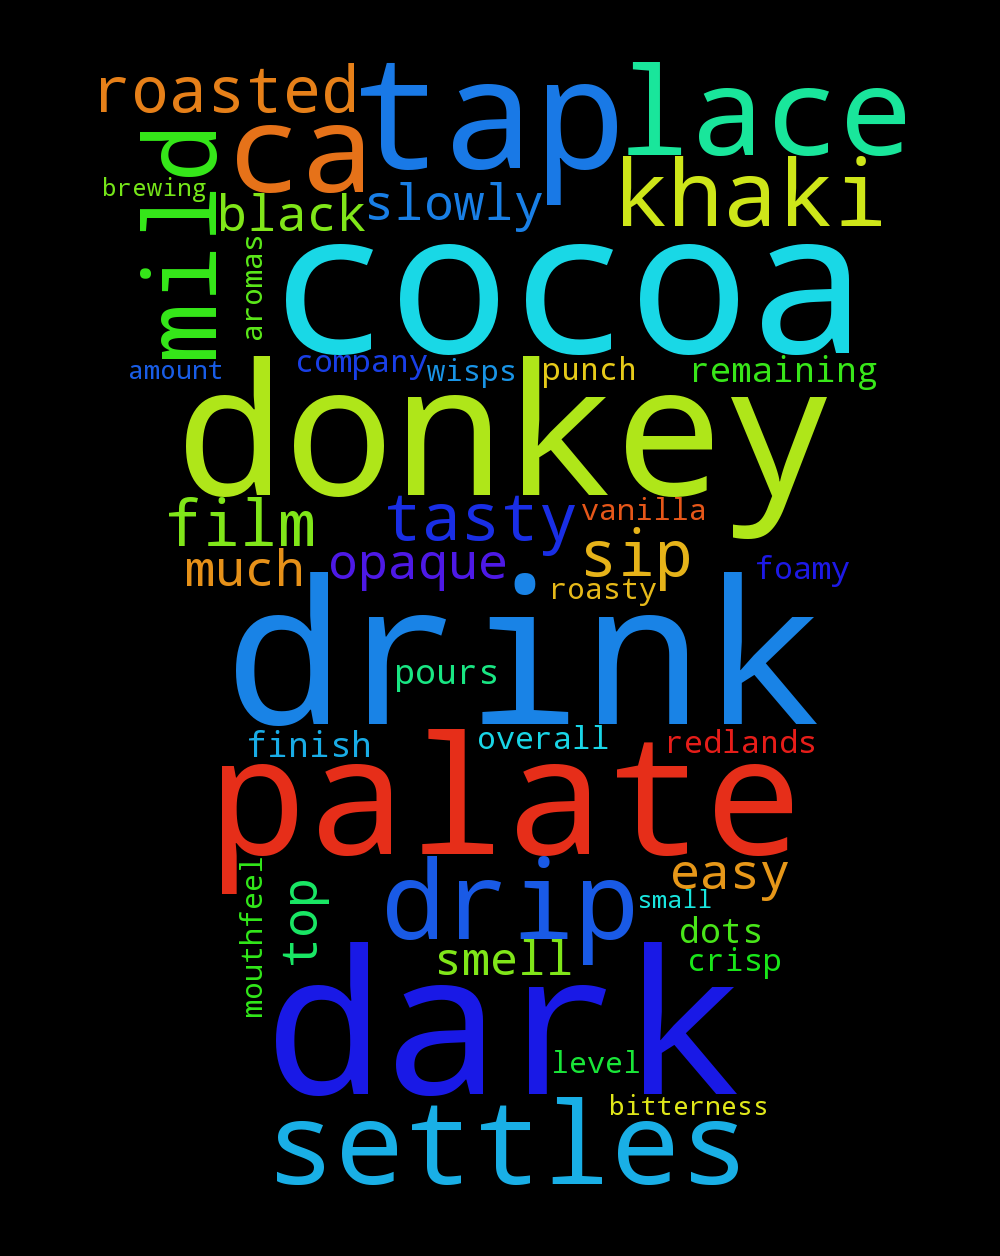 roasted tap lace
ca
mild
brewing
black slowly khaki
aromas
cocoa
amount company wisps punch remaining
donkey
film tasty vanilla
much opaque sip foamy
roasty
drink
pours
finish overall redlands
palate
mouthfeel top drip easy
small
dots
smell crisp
dark
level
bitterness
settles